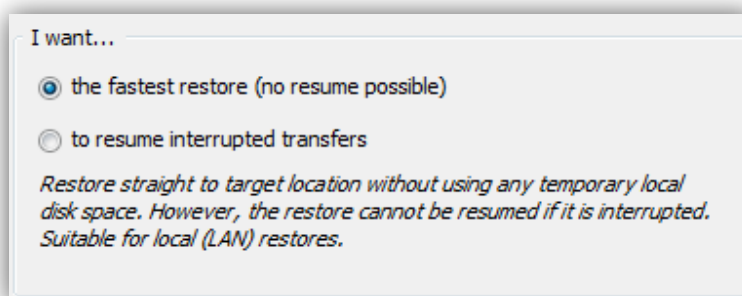 I want...
the fastest restore (no resume possible)
to resume interrupted transfers
Restore straight to target location without using any temporary local
disk space. However, the restore cannot be resumed if it is interrupted.
Suitable for local (LAN) restores.